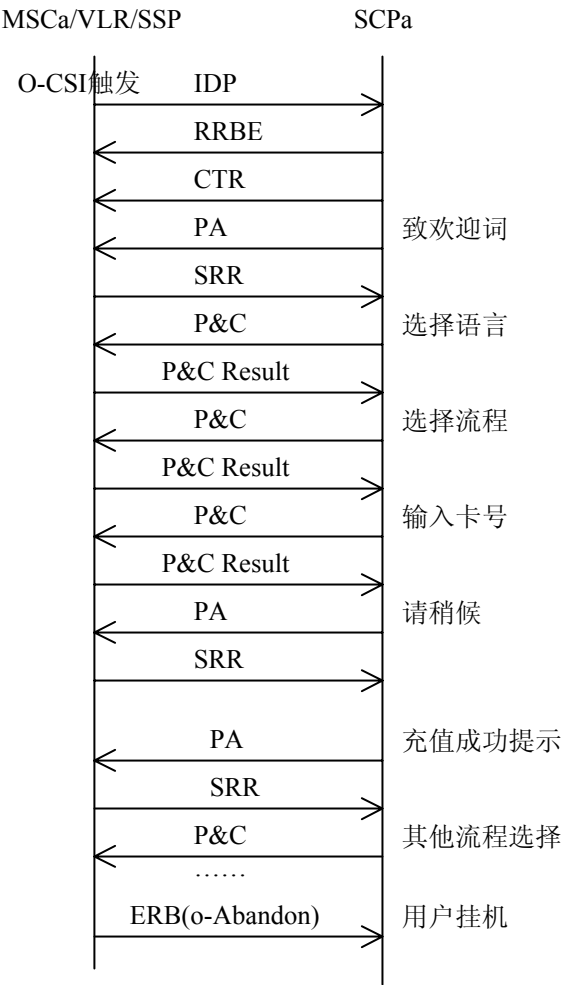 MSCa/VLR/SSP SCPa
O-CSI触发 IDP
RRBE
CTR
PA 致欢迎词
SRR
P&C 选择语言
P&C Result
P&C 选择流程
P&C Result
P&C 输入卡号
P&C Result
PA 请稍候
SRR
PA 充值成功提示
SRR
P&C 其他流程选择
……
ERB(o-Abandon) 用户挂机